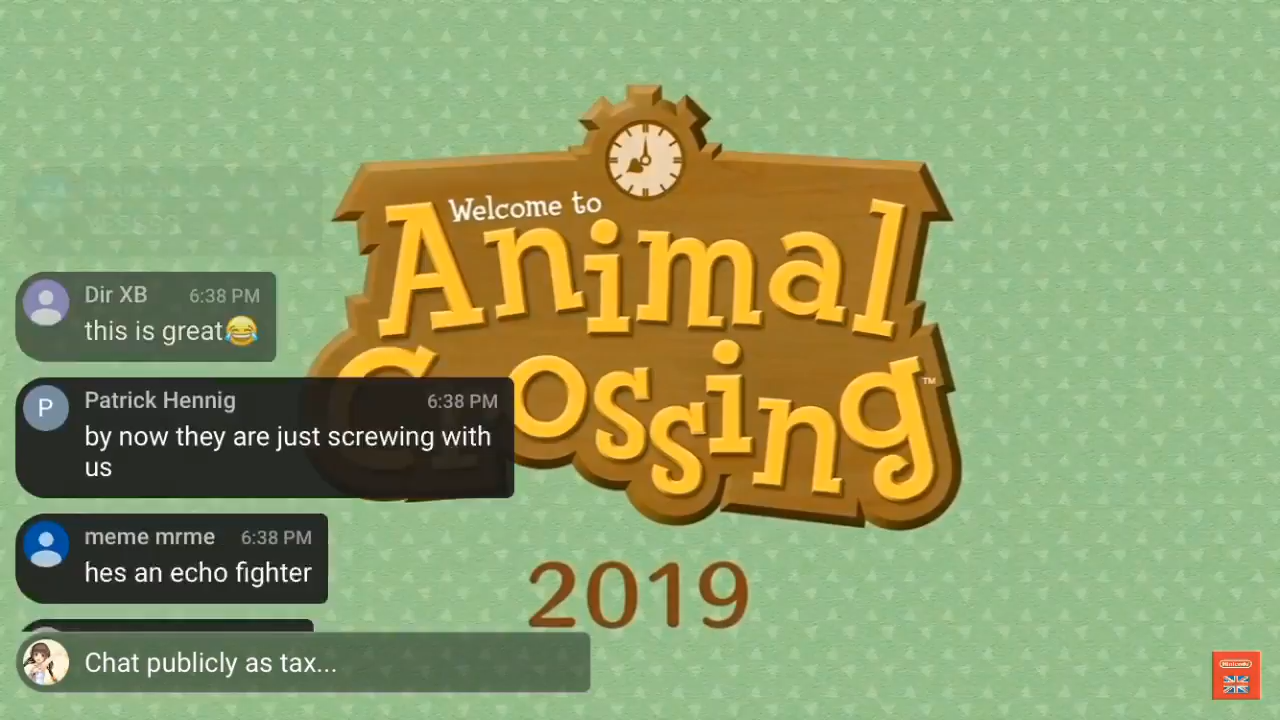 Welcome to
Animal
Crossing
™
2019
Dir XB 6:38 PM
this is great😂
Patrick Hennig 6:38 PM
P
by now they are just screwing with
us
meme mrme 6:38 PM
hes an echo fighter
Chat publicly as tax...
Nintendo